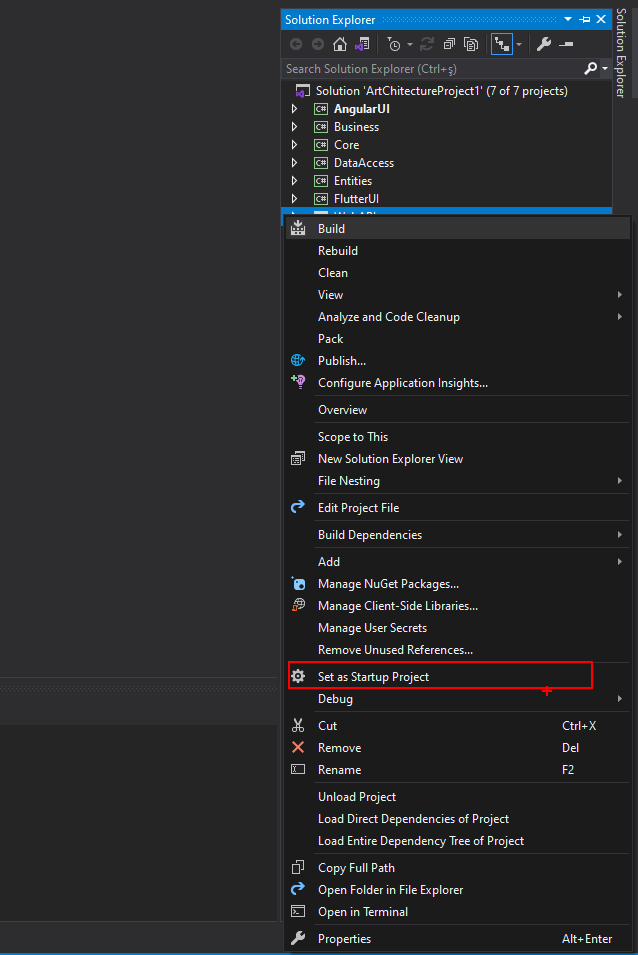 Solution Explorer
Solution Explorer
Search Solution Explorer (Ctrl+ş)
Solution 'ArtChitectureProject1' (7 of 7 projects)
C# AngularUI
C# Business
C# Core
C# DataAccess
C# Entities
C# FlutterUI
Build
Rebuild
Clean
View
Analyze and Code Cleanup
Pack
Publish...
Configure Application Insights...
Overview
Scope to This
New Solution Explorer View
File Nesting
Edit Project File
Build Dependencies
Add
Manage NuGet Packages...
Manage Client-Side Libraries...
Manage User Secrets
Remove Unused References...
Set as Startup Project
Debug
Cut Ctrl+X
Remove Del
Rename F2
Unload Project
Load Direct Dependencies of Project
Load Entire Dependency Tree of Project
Copy Full Path
Open Folder in File Explorer
Open in Terminal
Properties Alt+Enter